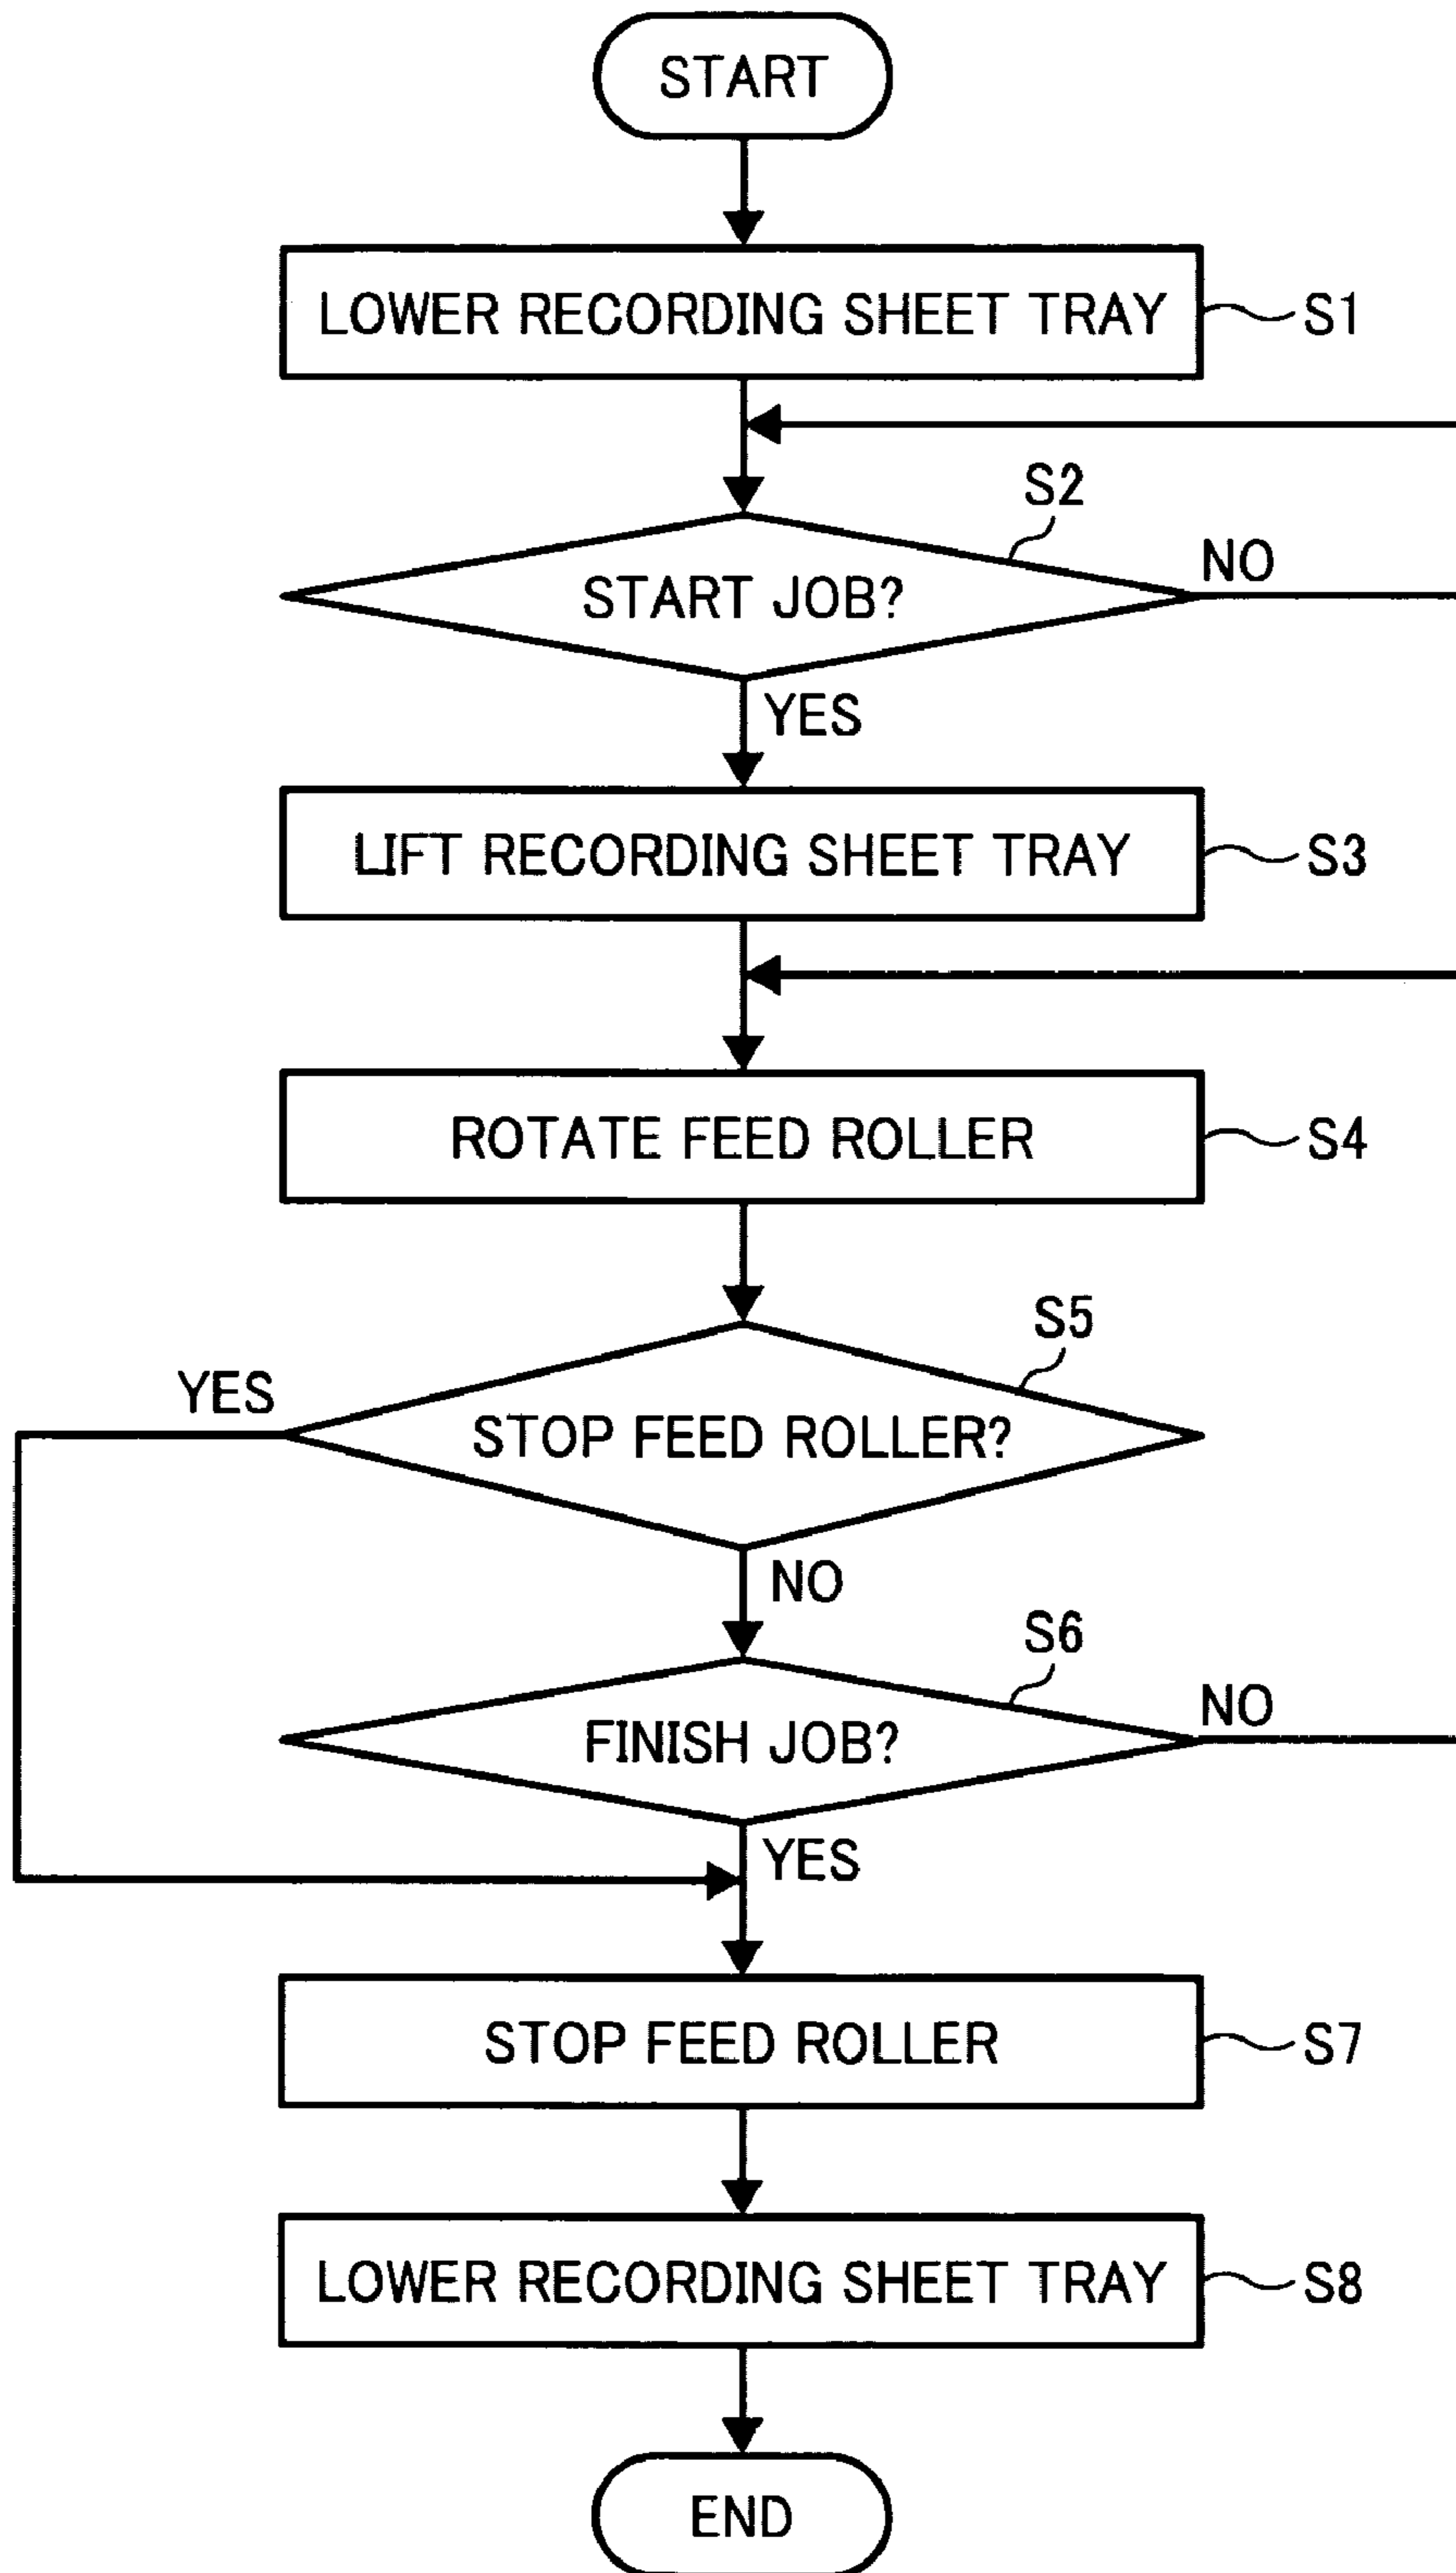 START
LOWER RECORDING SHEET TRAY
S1
S2
START JOB?
NO
YES
LIFT RECORDING SHEET TRAY
S3
ROTATE FEED ROLLER
S4
S5
YES
STOP FEED ROLLER?
NO
S6
FINISH JOB?
NO
YES
STOP FEED ROLLER
S7
LOWER RECORDING SHEET TRAY
S8
END